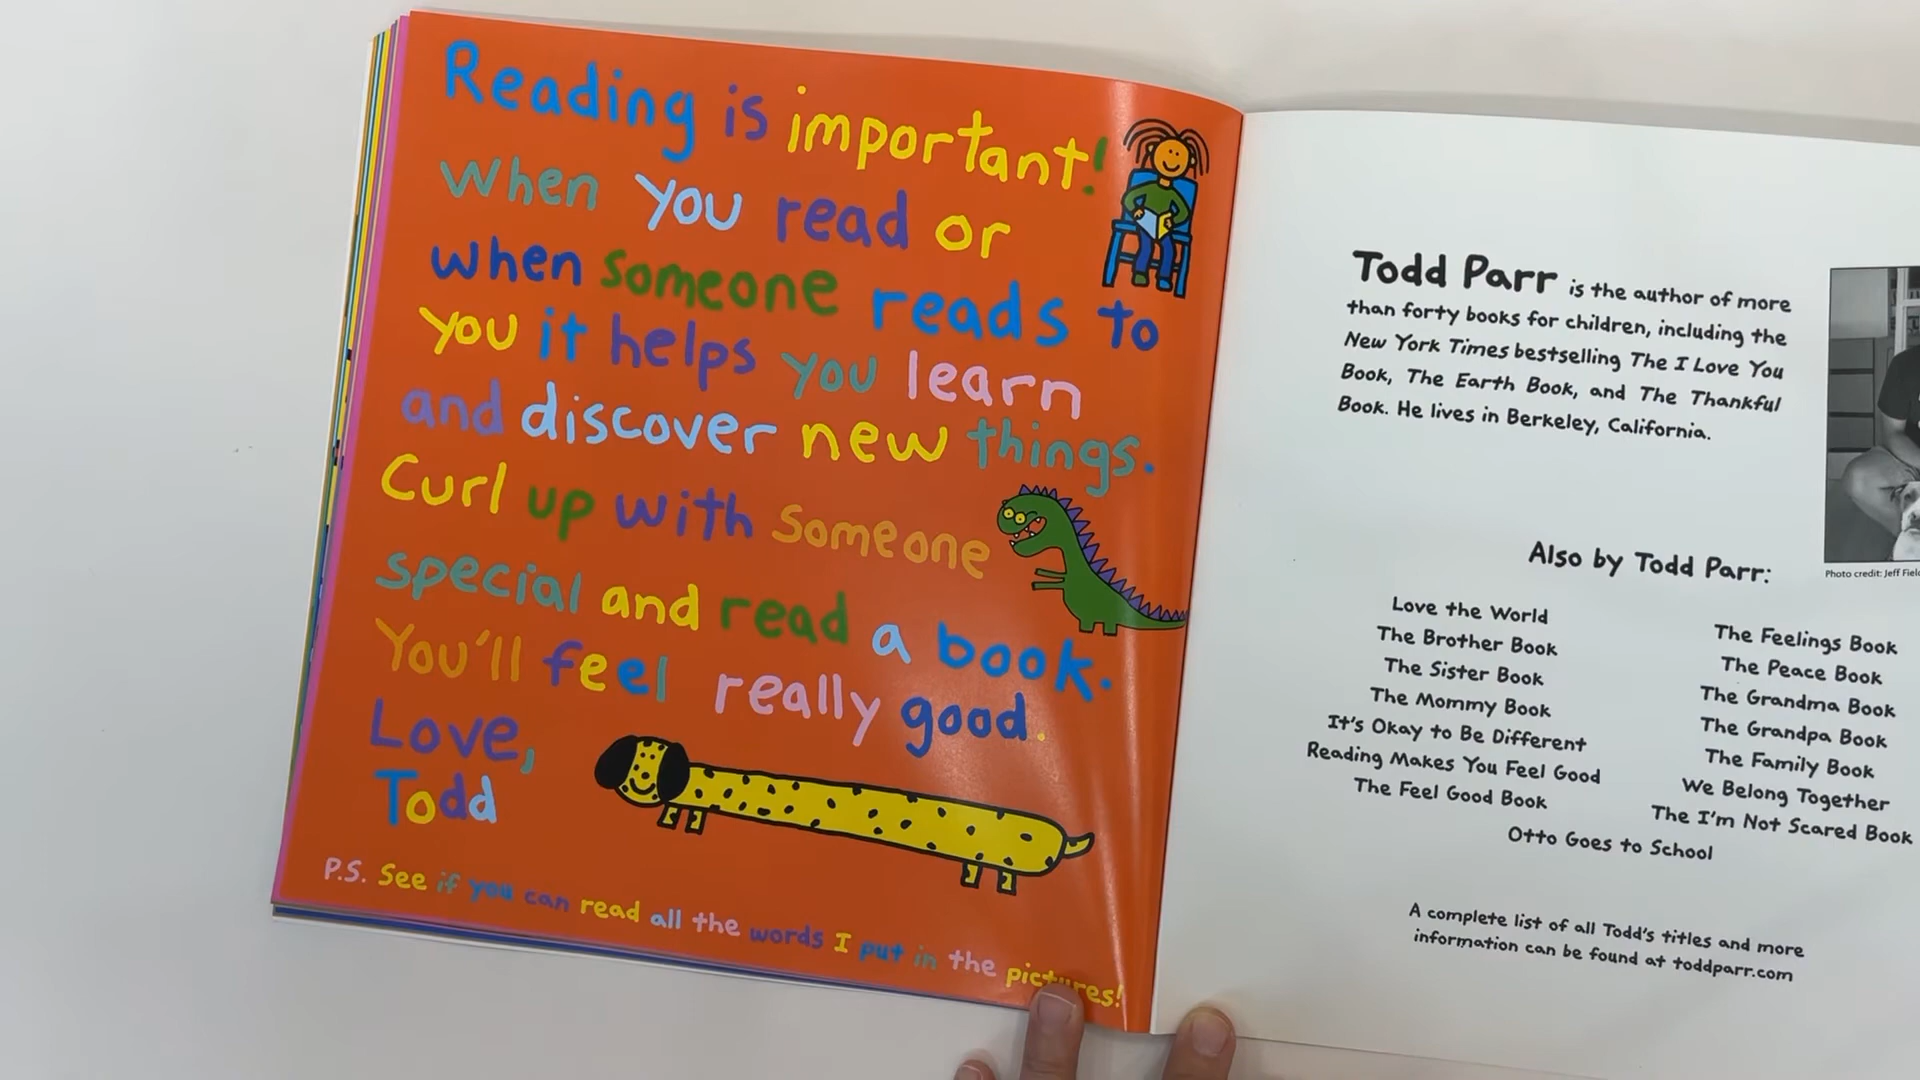 Reading is important!
When you read or
when someone reads to
you it helps you learn
and discover new things.
Curl up with someone
special and read a book.
You'll feel really good.
Love,
Todd
P.S. See if you can read all the words I put in the pictures!
Todd Parr is the author of more
than forty books for children, including the
New York Times bestselling The I Love You
Book, The Earth Book, and The Thankful
Book. He lives in Berkeley, California.
Photo credit: Jeff
Also by Todd Parr:
Love the World
The Brother Book
The Sister Book
The Mommy Book
It's Okay to Be Different
Reading Makes You Feel Good
The Feel Good Book
The Feelings Book
The Peace Book
The Grandma Book
The Grandpa Book
The Family Book
We Belong Together
The I'm Not Scared Book
Otto Goes to School
A complete list of all Todd's titles and more
information can be found at toddparr.com